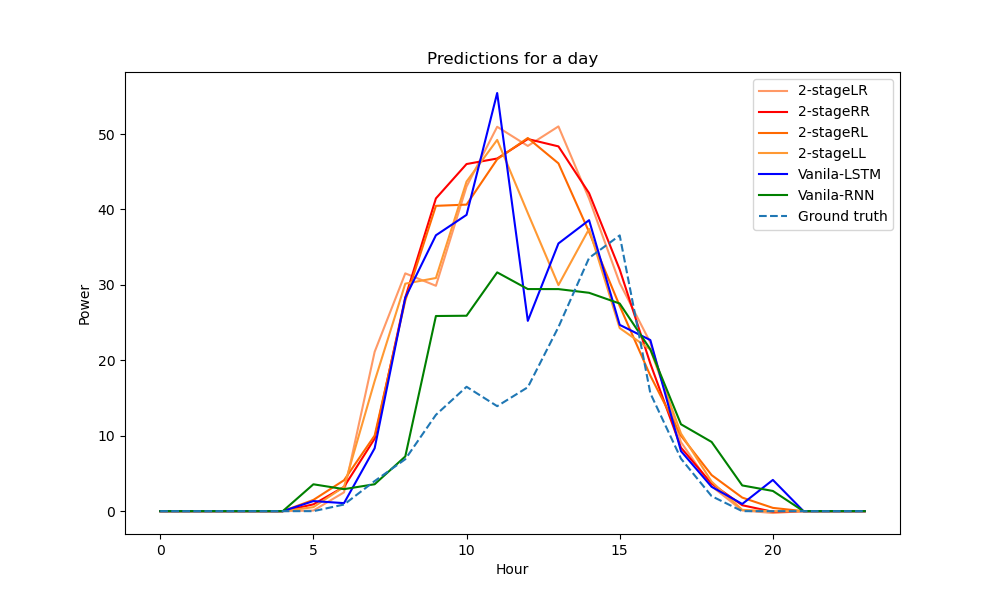 Predictions for a day
2-stageLR
2-stageRR
2-stageRL
2-stageLL
Vanila-LSTM
Vanila-RNN
Ground truth
Power
50
40
30
20
10
0
0 5 10 15 20
Hour